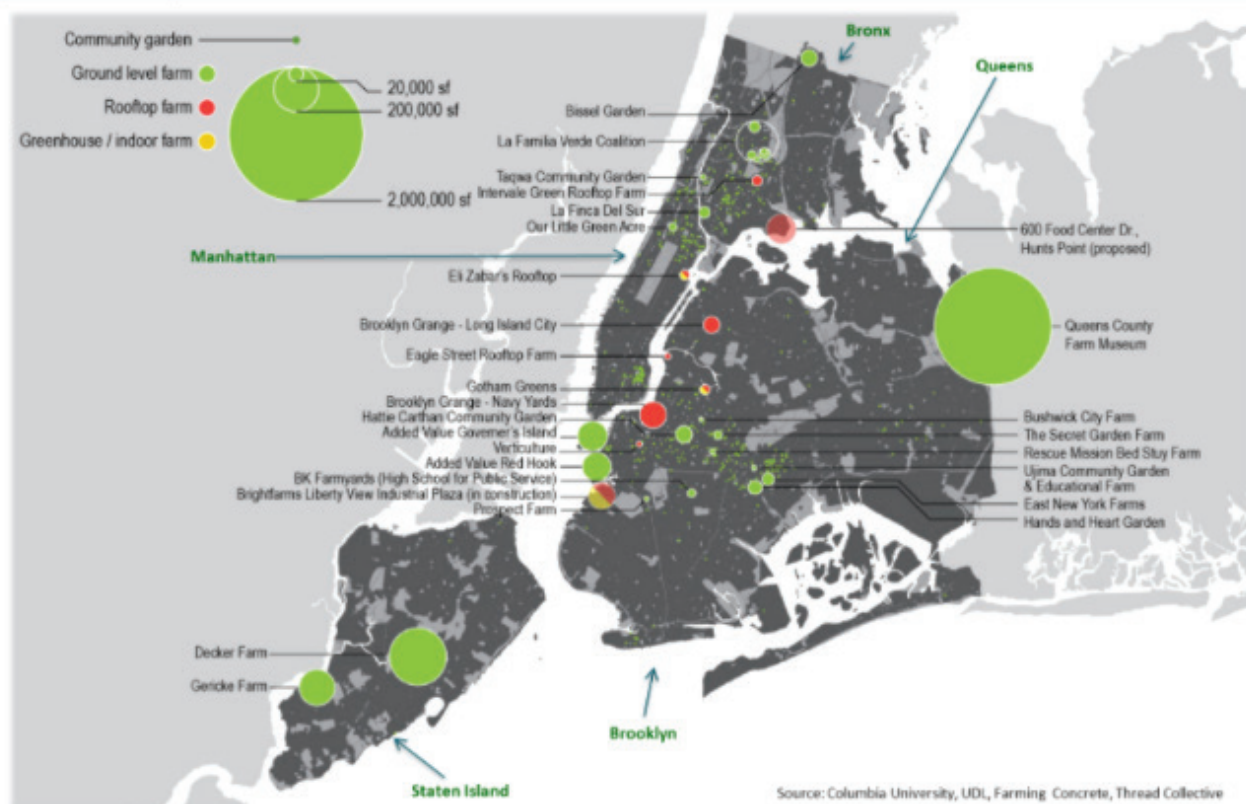 Community garden
Ground level farm
Rooftop farm
Greenhouse / indoor farm
20,000 sf
200,000 sf
2,000,000 sf
Bronx
Queens
Manhattan
Brooklyn
Staten Island
Bissel Garden
La Familia Verde Coalition
Taqwa Community Garden
Intervale Green Rooftop Farm
La Finca Del Sur
Our Little Green Acre
Eli Zabar's Rooftop
Brooklyn Grange - Long Island City
Eagle Street Rooftop Farm
Gotham Greens
Brooklyn Grange - Navy Yards
Hattie Carthan Community Garden
Added Value Governer's Island
Verticulture
Added Value Red Hook
BK Farmyards (High School for Public Service)
Brightfarms Liberty View Industrial Plaza (in construction)
Prospect Farm
Decker Farm
Gericke Farm
600 Food Center Dr.,
Hunts Point (proposed)
Queens County
Farm Museum
Bushwick City Farm
The Secret Garden Farm
Rescue Mission Bed Stuy Farm
Ujima Community Garden
& Educational Farm
East New York Farms
Hands and Heart Garden
Source: Columbia University, UDL, Farming Concrete, Thread Collective